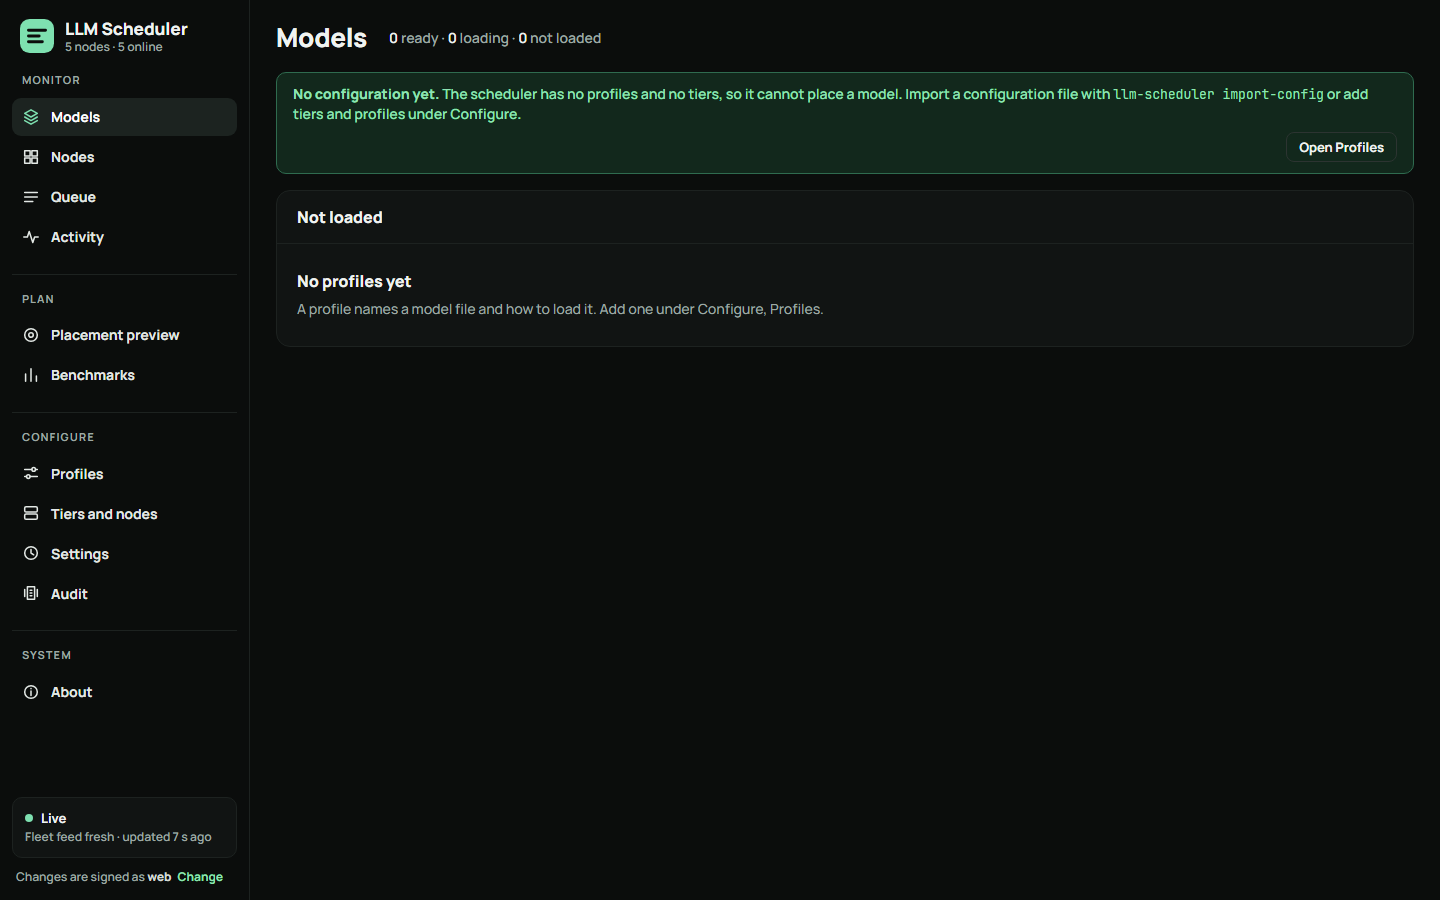 LLM Scheduler
5 nodes · 5 online
MONITOR
Models
Nodes
Queue
Activity
PLAN
Placement preview
Benchmarks
CONFIGURE
Profiles
Tiers and nodes
Settings
Audit
SYSTEM
About
Live
Fleet feed fresh · updated 7 s ago
Changes are signed as web Change
Models
0 ready · 0 loading · 0 not loaded
No configuration yet. The scheduler has no profiles and no tiers, so it cannot place a model. Import a configuration file with llm-scheduler import-config or add
tiers and profiles under Configure.
Open Profiles
Not loaded
No profiles yet
A profile names a model file and how to load it. Add one under Configure, Profiles.